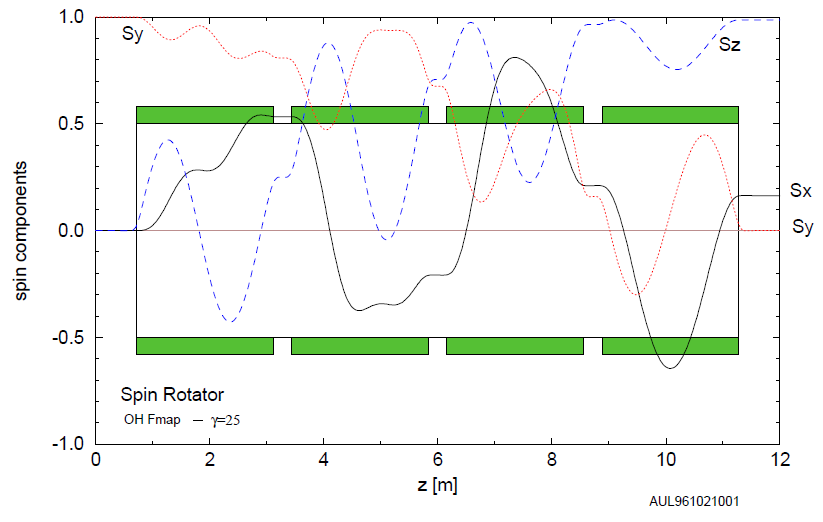 1.0
Sy
Sz
0.5
spin components
Sx
0.0
Sy
-0.5
Spin Rotator
OH Fmap — γ=25
-1.0
0 2 4 6 8 10 12
z [m]
AUL961021001